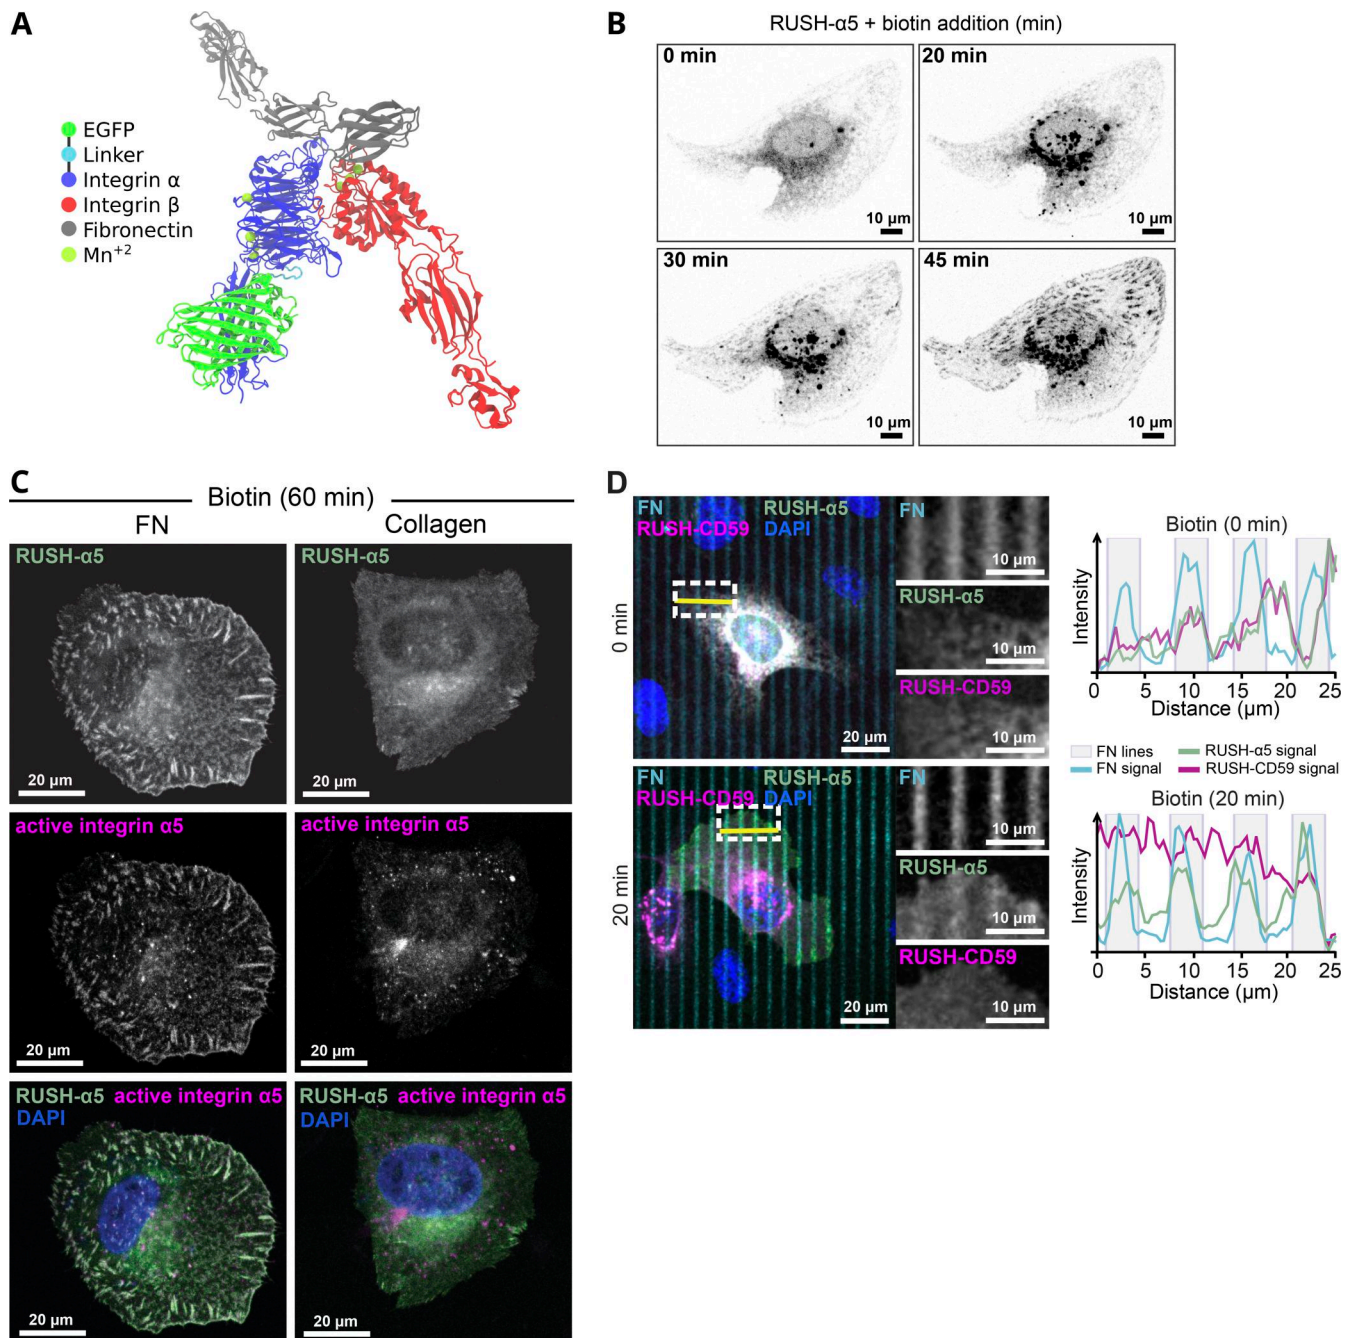 A
EGFP
Linker
Integrin α
Integrin β
Fibronectin
Mn+2
B
RUSH-α5 + biotin addition (min)
0 min
10 µm
20 min
10 µm
30 min
10 µm
45 min
10 µm
C
Biotin (60 min)
FN
Collagen
RUSH-α5
20 µm
RUSH-α5
20 µm
active integrin α5
20 µm
active integrin α5
20 µm
RUSH-α5 active integrin α5
DAPI
20 µm
RUSH-α5 active integrin α5
DAPI
20 µm
D
0 min
FN RUSH-α5
RUSH-CD59 DAPI
20 µm
FN
10 µm
RUSH-α5
10 µm
RUSH-CD59
10 µm
Biotin (0 min)
Intensity
0 5 10 15 20 25
Distance (µm)
FN lines
RUSH-α5 signal
FN signal
RUSH-CD59 signal
20 min
FN RUSH-α5
RUSH-CD59 DAPI
20 µm
FN
10 µm
RUSH-α5
10 µm
RUSH-CD59
10 µm
Biotin (20 min)
Intensity
0 5 10 15 20 25
Distance (µm)